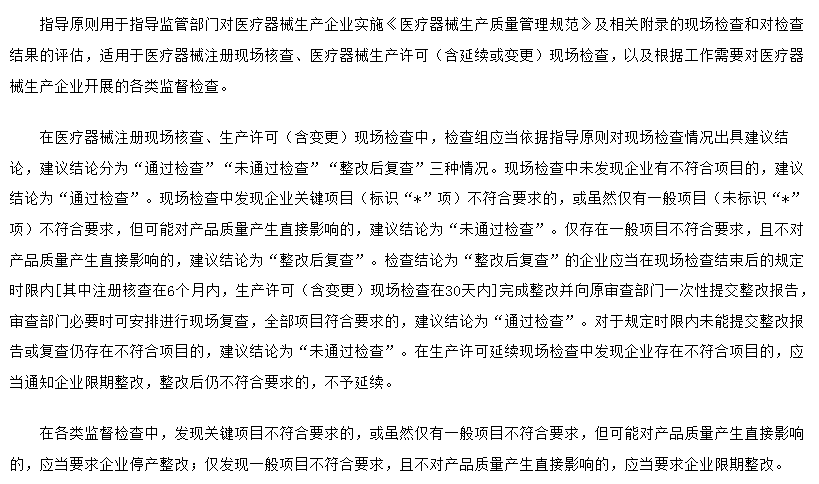 指导原则用于指导监管部门对医疗器械生产企业实施《医疗器械生产质量管理规范》及相关附录的现场检查和对检查
结果的评估，适用于医疗器械注册现场核查、医疗器械生产许可（含延续或变更）现场检查，以及根据工作需要对医疗器
械生产企业开展的各类监督检查。
在医疗器械注册现场核查、生产许可（含变更）现场检查中，检查组应当依据指导原则对现场检查情况出具建议结
论，建议结论分为“通过检查”“未通过检查”“整改后复查”三种情况。现场检查中未发现企业有不符合项目的，建议
结论为“通过检查”。现场检查中发现企业关键项目（标识“*”项）不符合要求的，或虽然仅有一般项目（未标识“*”
项）不符合要求，但可能对产品质量产生直接影响的，建议结论为“未通过检查”。仅存在一般项目不符合要求，且不对
产品质量产生直接影响的，建议结论为“整改后复查”。检查结论为“整改后复查”的企业应当在现场检查结束后的规定
时限内[其中注册核查在6个月内，生产许可（含变更）现场检查在30天内]完成整改并向原审查部门一次性提交整改报告，
审查部门必要时可安排进行现场复查，全部项目符合要求的，建议结论为“通过检查”。对于规定时限内未能提交整改报
告或复查仍存在不符合项目的，建议结论为“未通过检查”。在生产许可延续现场检查中发现企业存在不符合项目的，应
当通知企业限期整改，整改后仍不符合要求的，不予延续。
在各类监督检查中，发现关键项目不符合要求的，或虽然仅有一般项目不符合要求，但可能对产品质量产生直接影响
的，应当要求企业停产整改；仅发现一般项目不符合要求，且不对产品质量产生直接影响的，应当要求企业限期整改。